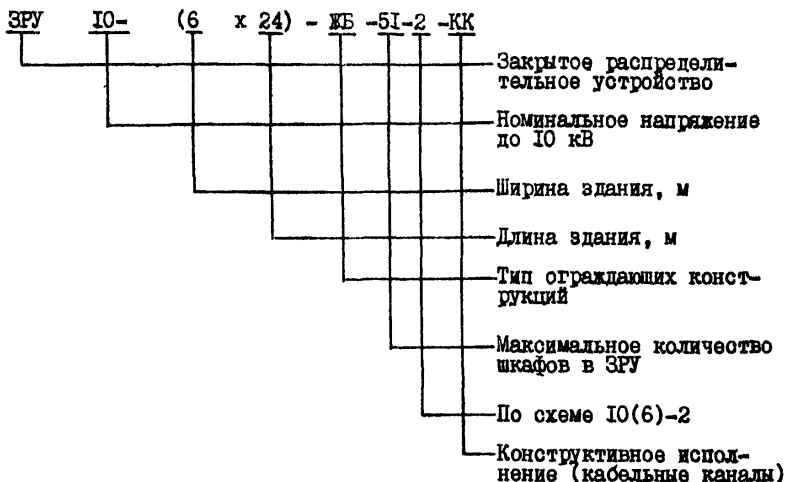 ЗРУ 10- (6 х 24) - ЖБ -51-2 -КК
Закрытое распредели-
тельное устройство
Номинальное напряжение
до 10 кВ
Ширина здания, м
Длина здания, м
Тип ограждающих конст-
рукций
Максимальное количество
шкафов в ЗРУ
По схеме 10(6)-2
Конструктивное испол-
нение (кабельные каналы)